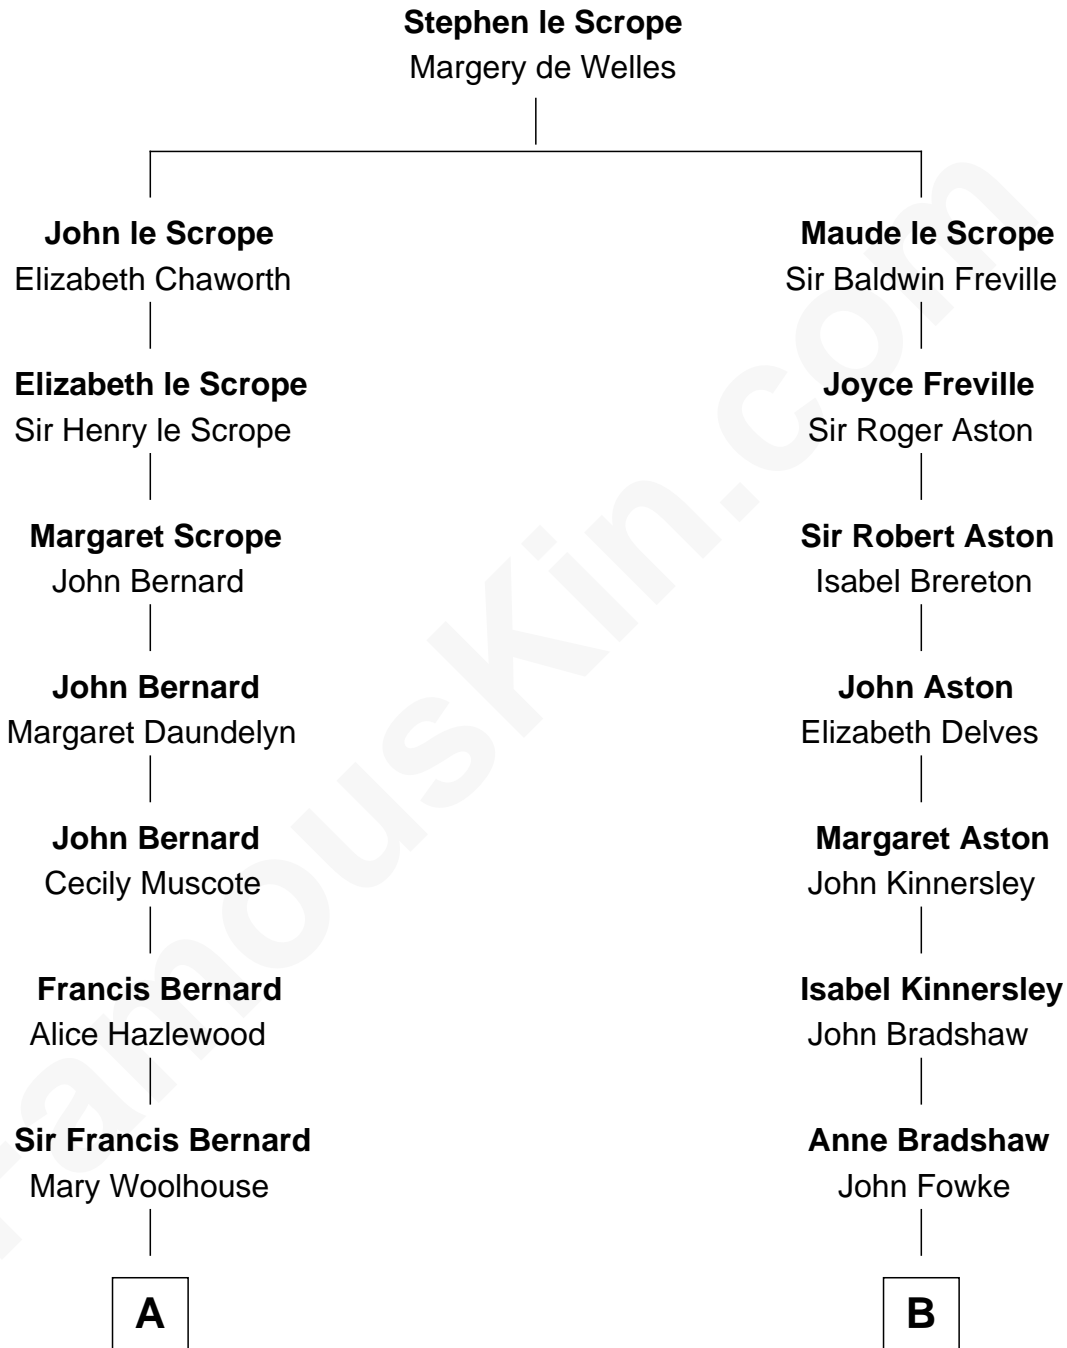 Stephen le Scrope
Margery de Welles
John le Scrope
Elizabeth Chaworth
Maude le Scrope
Sir Baldwin Freville
Elizabeth le Scrope
Sir Henry le Scrope
Joyce Freville
Sir Roger Aston
Margaret Scrope
John Bernard
Sir Robert Aston
Isabel Brereton
John Bernard
Margaret Daundelyn
John Aston
Elizabeth Delves
John Bernard
Cecily Muscote
Margaret Aston
John Kinnersley
Francis Bernard
Alice Hazlewood
Isabel Kinnersley
John Bradshaw
Sir Francis Bernard
Mary Woolhouse
Anne Bradshaw
John Fowke
A
B
FamousKin.com